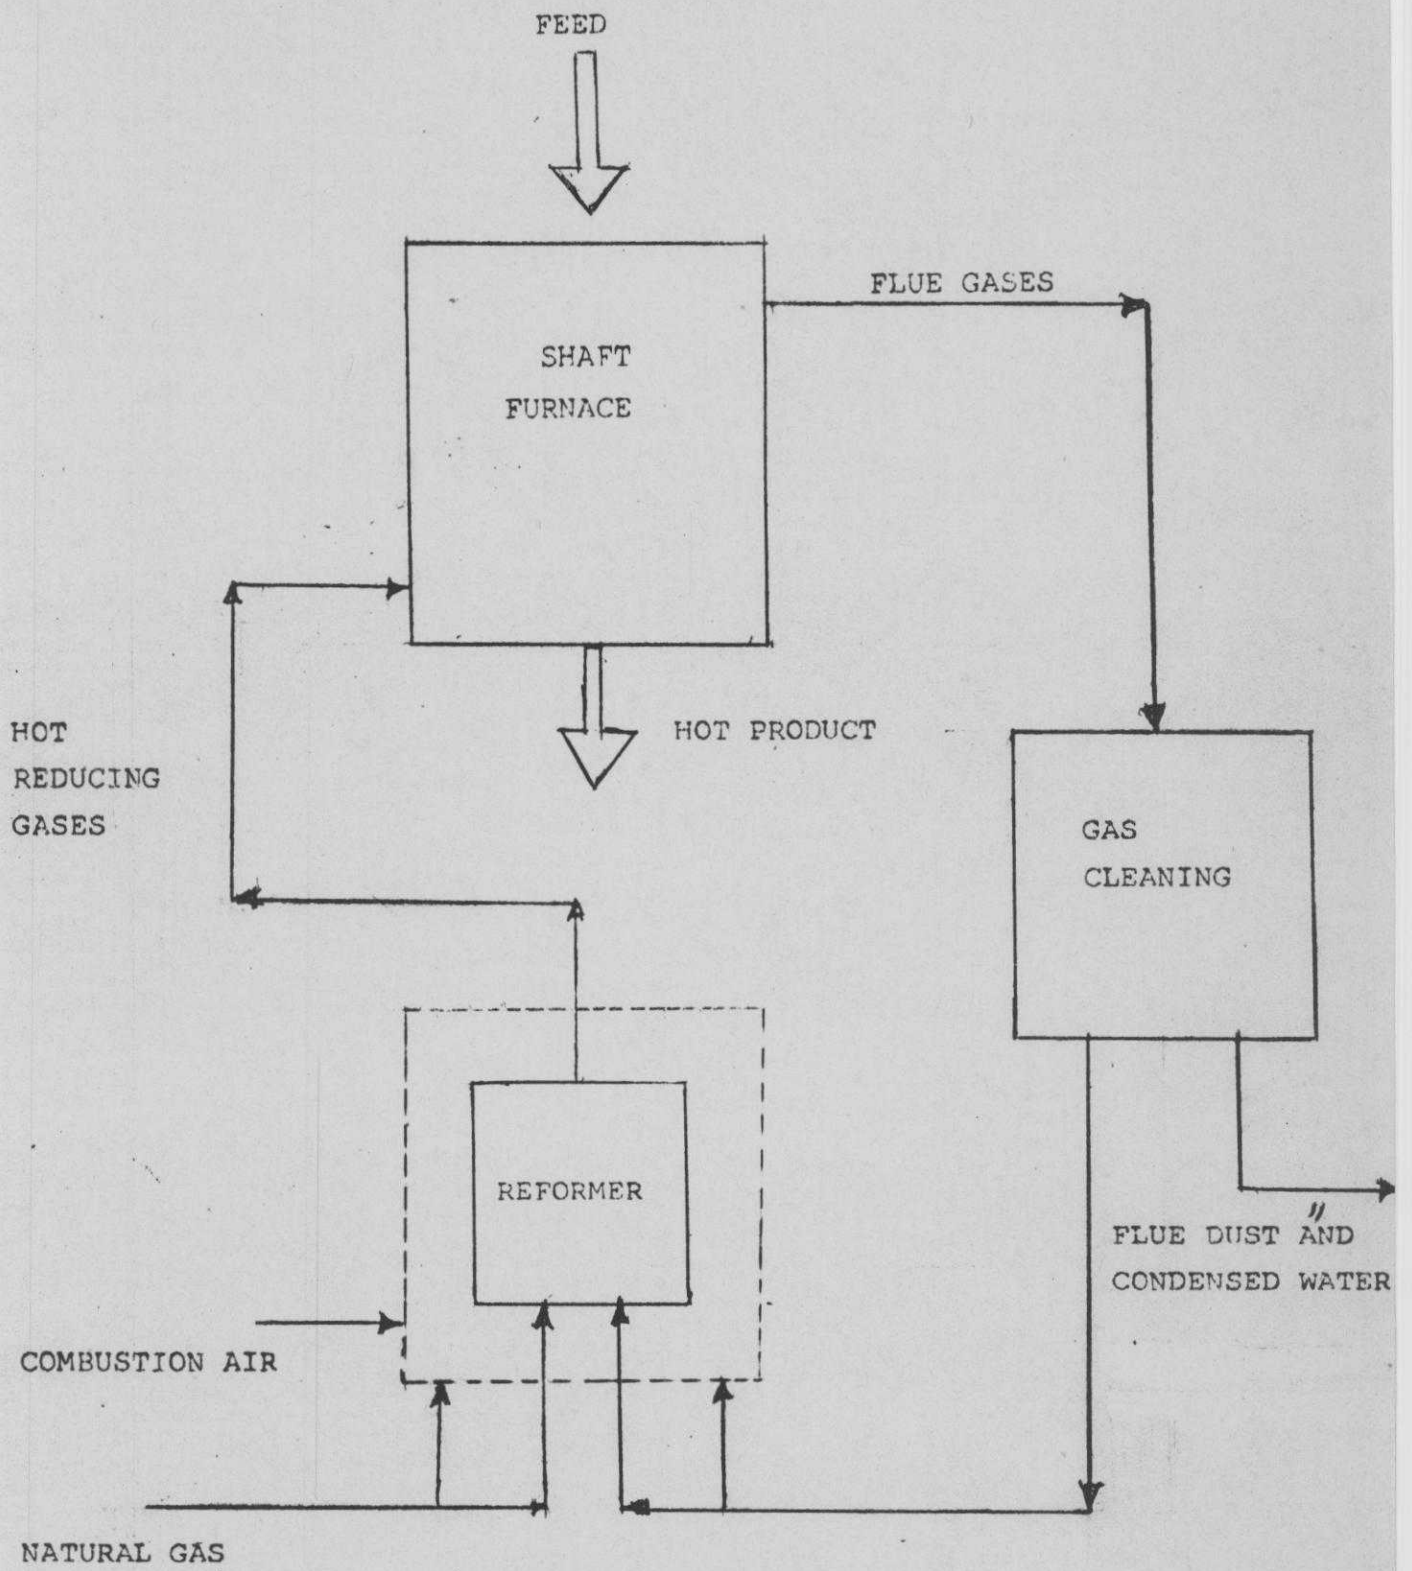 FEED
FLUE GASES
SHAFT
FURNACE
HOT
REDUCING
GASES
HOT PRODUCT
GAS
CLEANING
REFORMER
FLUE DUST AND
CONDENSED WATER
COMBUSTION AIR
NATURAL GAS